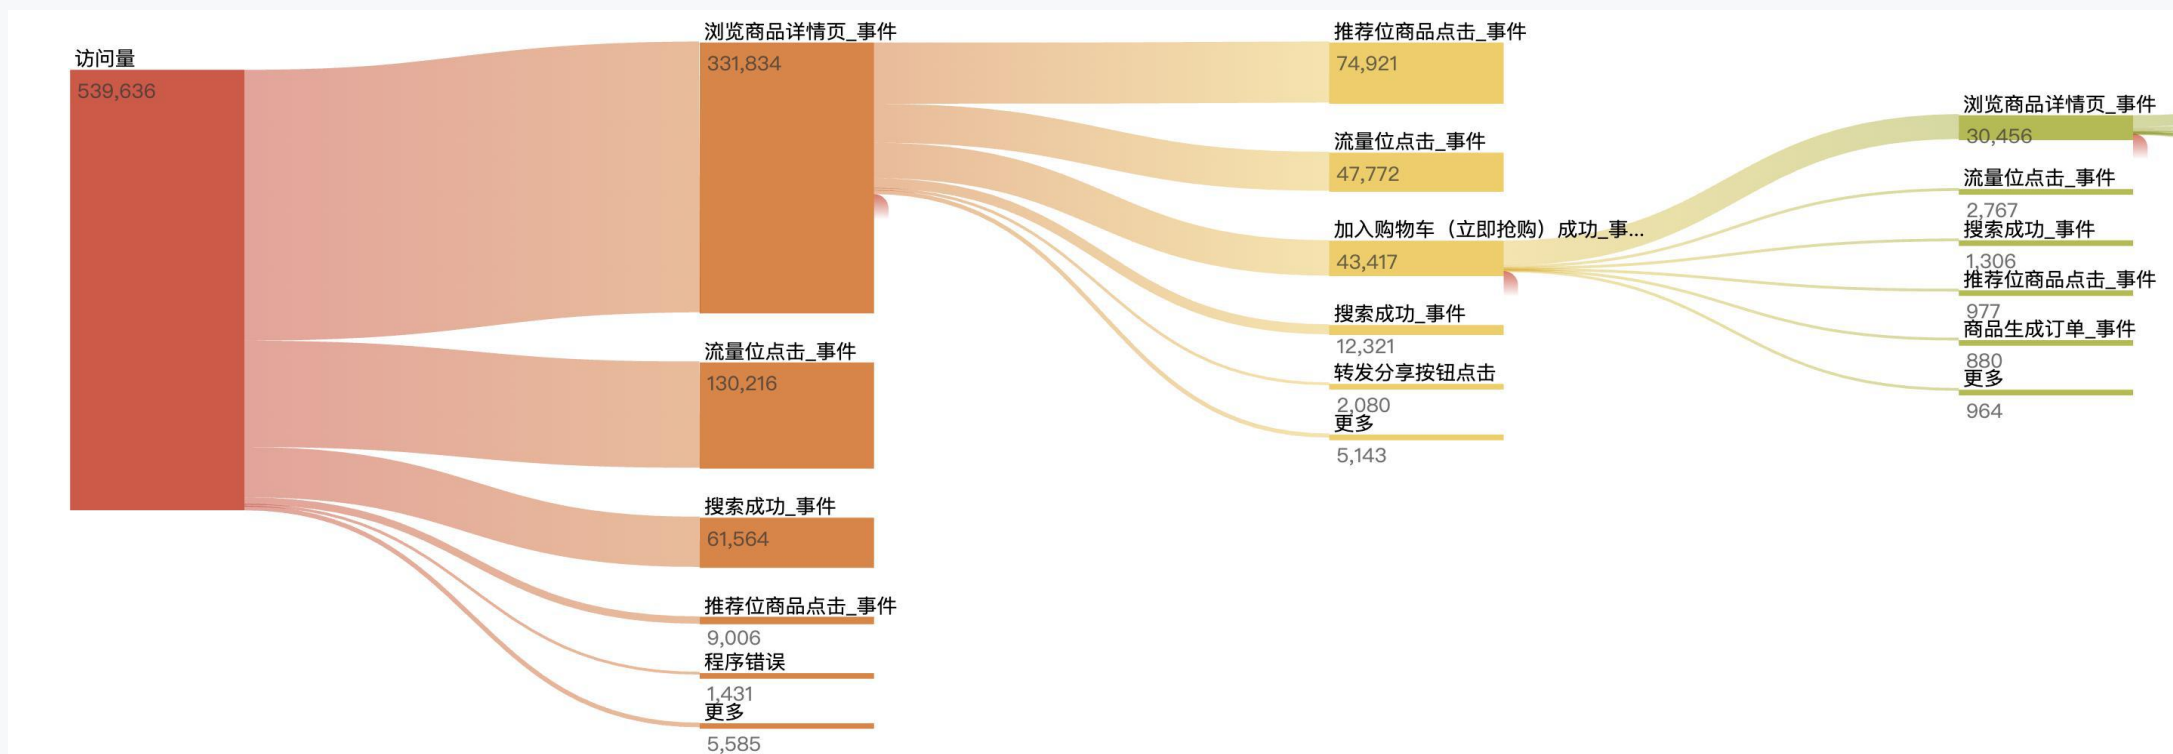 访问量
539,636
浏览商品详情页_事件
331,834
流量位点击_事件
130,216
搜索成功_事件
61,564
推荐位商品点击_事件
9,006
程序错误
1,431
更多
5,585
推荐位商品点击_事件
74,921
流量位点击_事件
47,772
加入购物车（立即抢购）成功_事...
43,417
搜索成功_事件
12,321
转发分享按钮点击
2,080
更多
5,143
浏览商品详情页_事件
30,456
流量位点击_事件
2,767
搜索成功_事件
1,306
推荐位商品点击_事件
977
商品生成订单_事件
880
更多
964